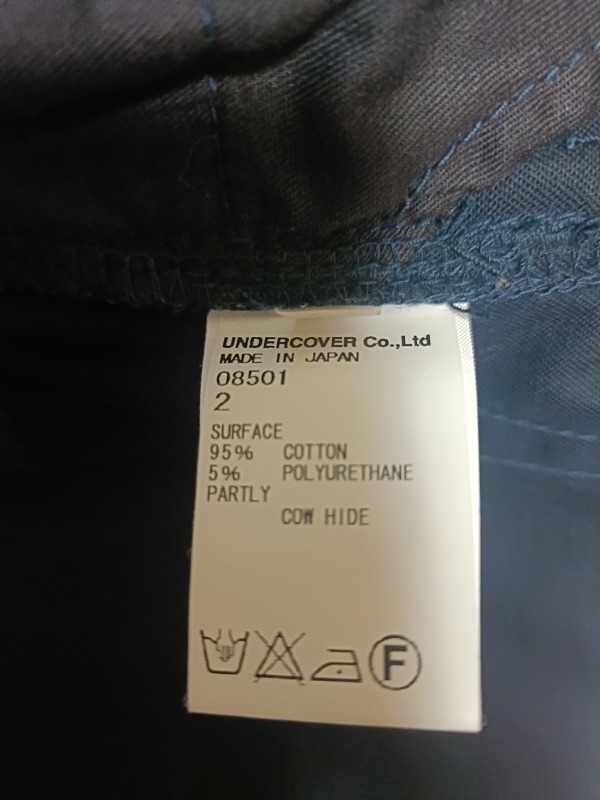 UNDERCOVER Co.,Ltd
MADE IN JAPAN
08501
2
SURFACE
95% COTTON
5% POLYURETHANE
PARTLY
COW HIDE
F